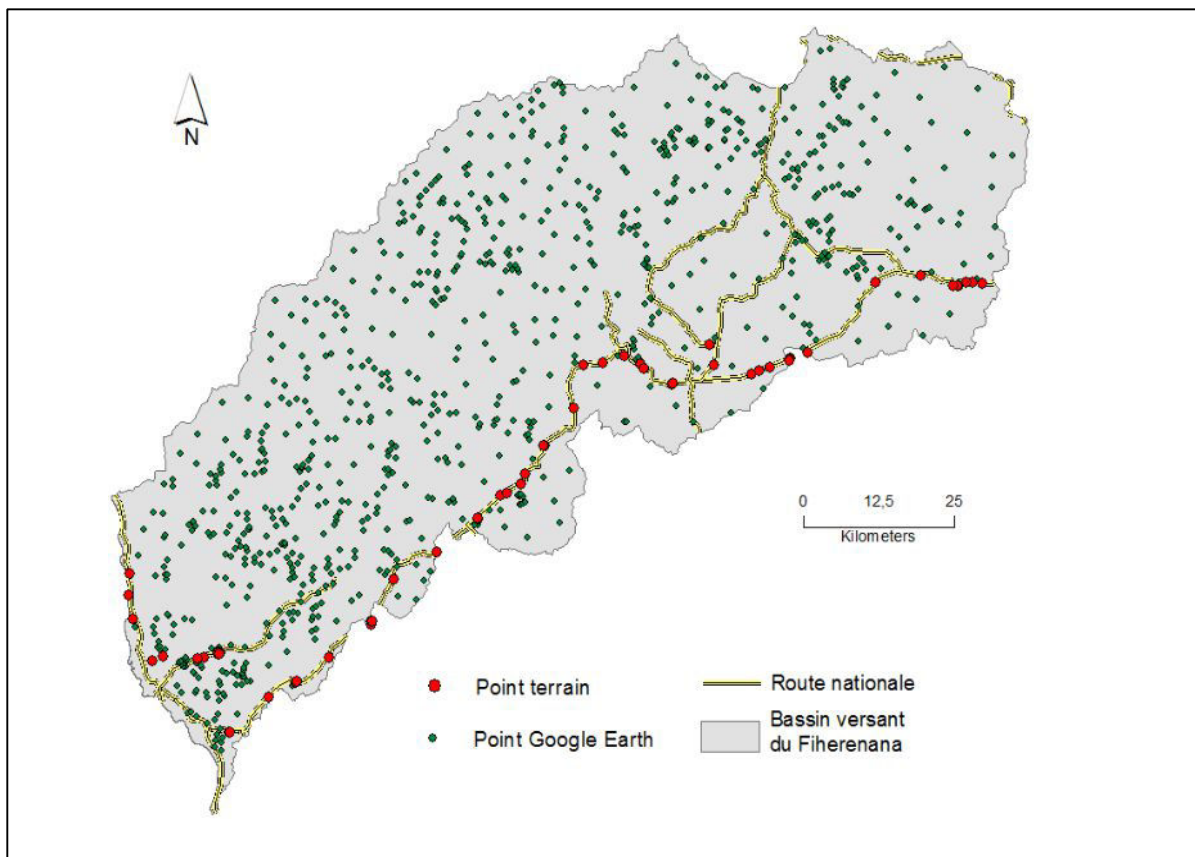 N
0 12,5 25
Kilometers
Point terrain
Route nationale
Point Google Earth
Bassin versant
du Fiherenana